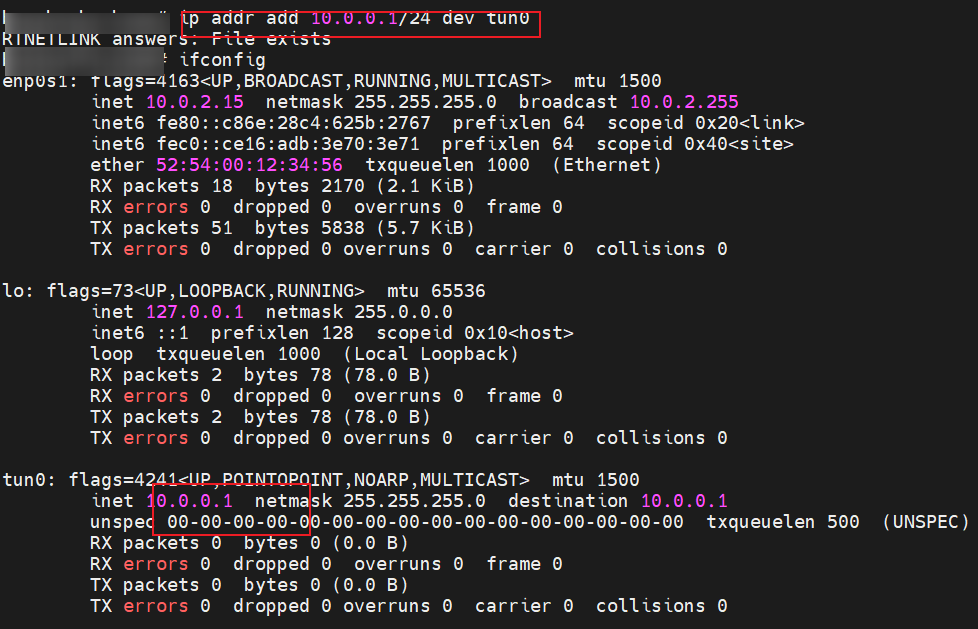 # ip addr add 10.0.0.1/24 dev tun0
RTNETLINK answers: File exists
# ifconfig
enp0s1: flags=4163<UP,BROADCAST,RUNNING,MULTICAST>  mtu 1500
inet 10.0.2.15  netmask 255.255.255.0  broadcast 10.0.2.255
inet6 fe80::c86e:28c4:625b:2767  prefixlen 64  scopeid 0x20<link>
inet6 fec0::ce16:adb:3e70:3e71  prefixlen 64  scopeid 0x40<site>
ether 52:54:00:12:34:56  txqueuelen 1000  (Ethernet)
RX packets 18  bytes 2170 (2.1 KiB)
RX errors 0  dropped 0  overruns 0  frame 0
TX packets 51  bytes 5838 (5.7 KiB)
TX errors 0  dropped 0 overruns 0  carrier 0  collisions 0
lo: flags=73<UP,LOOPBACK,RUNNING>  mtu 65536
inet 127.0.0.1  netmask 255.0.0.0
inet6 ::1  prefixlen 128  scopeid 0x10<host>
loop  txqueuelen 1000  (Local Loopback)
RX packets 2  bytes 78 (78.0 B)
RX errors 0  dropped 0  overruns 0  frame 0
TX packets 2  bytes 78 (78.0 B)
TX errors 0  dropped 0 overruns 0  carrier 0  collisions 0
tun0: flags=4241<UP,POINTOPOINT,NOARP,MULTICAST>  mtu 1500
inet 10.0.0.1  netmask 255.255.255.0  destination 10.0.0.1
unspec 00-00-00-00-00-00-00-00-00-00-00-00-00-00-00-00  txqueuelen 500  (UNSPEC)
RX packets 0  bytes 0 (0.0 B)
RX errors 0  dropped 0  overruns 0  frame 0
TX packets 0  bytes 0 (0.0 B)
TX errors 0  dropped 0 overruns 0  carrier 0  collisions 0